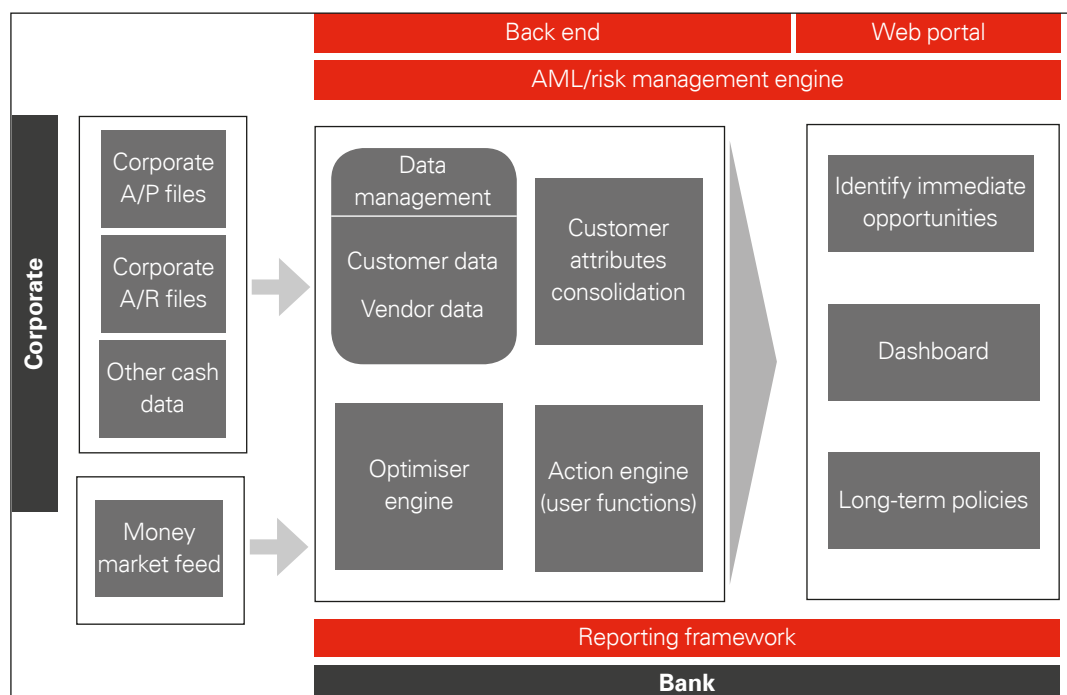 Back end
Web portal
AML/risk management engine
Corporate
Corporate
A/P files
Corporate
A/R files
Other cash
data
Money
market feed
Data
management
Customer data
Vendor data
Customer
attributes
consolidation
Optimiser
engine
Action engine
(user functions)
Identify immediate
opportunities
Dashboard
Long-term policies
Reporting framework
Bank